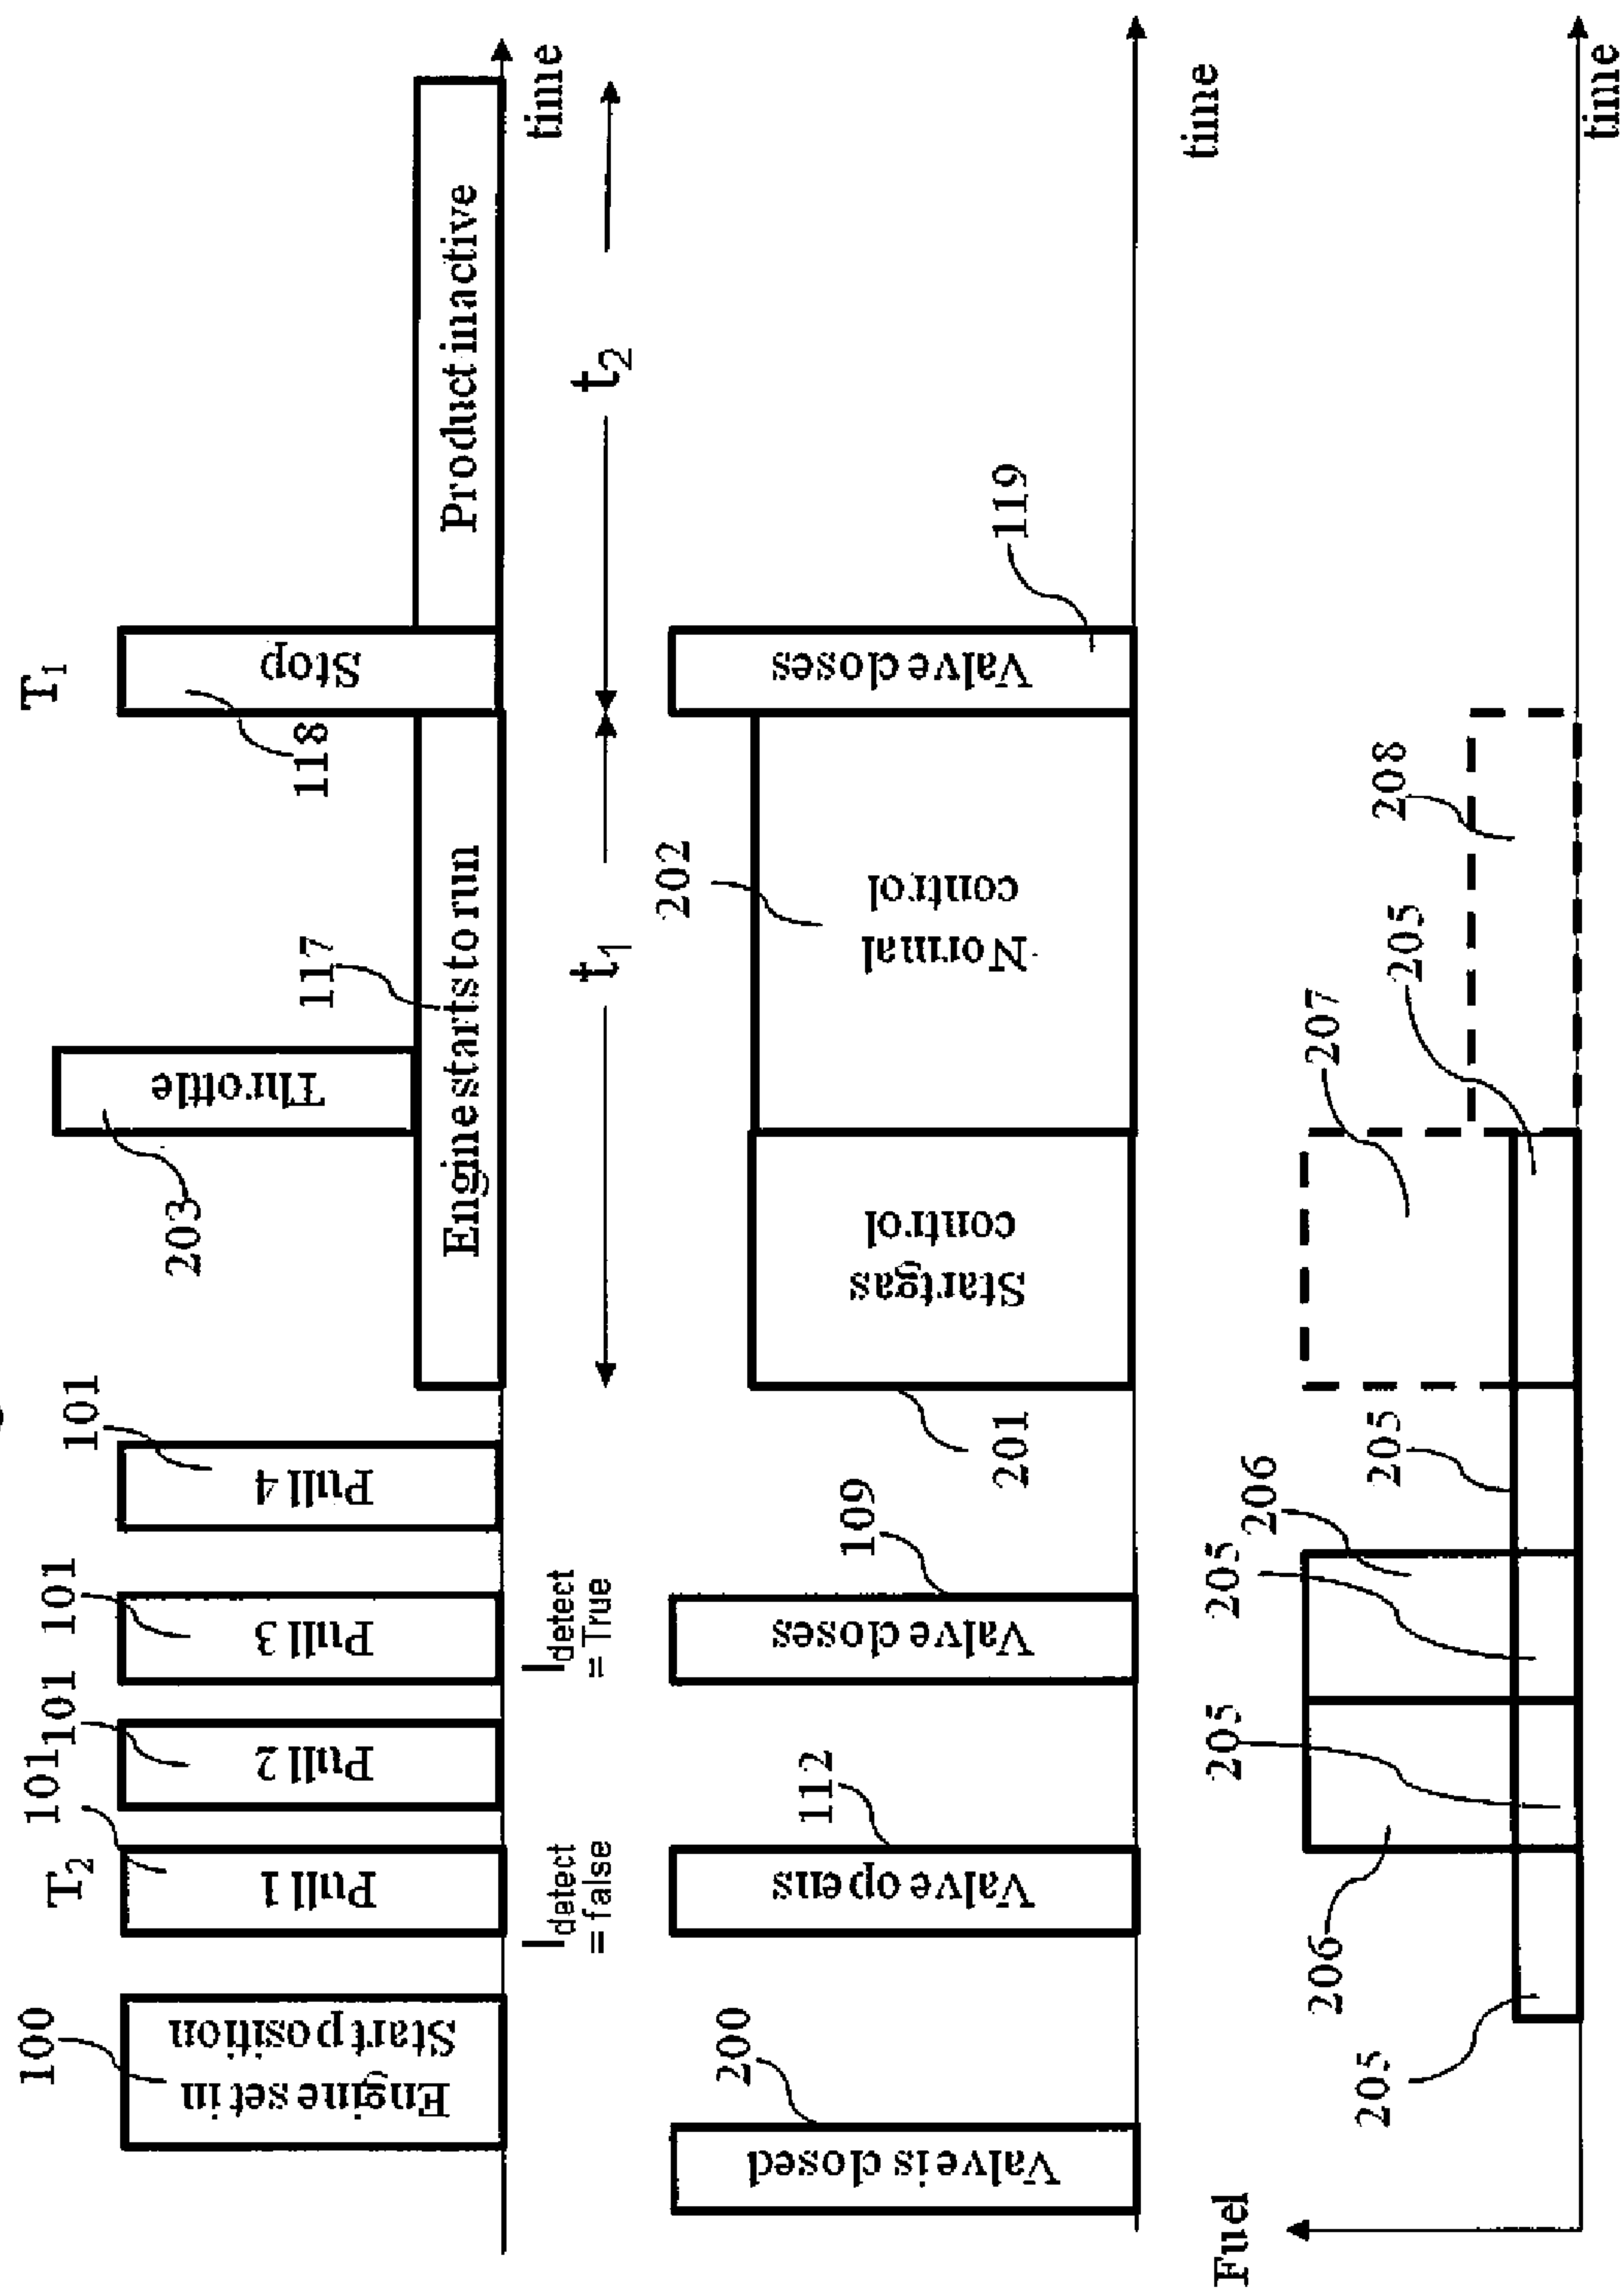 100
T₂
101
101
101
101
203
117
118
T₁
Engine set in
Start position
Pull 1
Pull 2
Pull 3
Pull 4
Throttle
Engine starts to run
Stop
Product inactive
time
I detect
= false
I detect
= True
t₁
t₂
200
112
109
201
202
119
Valve is closed
Valve opens
Valve closes
Startgas
control
Normal
control
Valve closes
time
Fuel
205
206
205
205
206
205
207
205
208
time